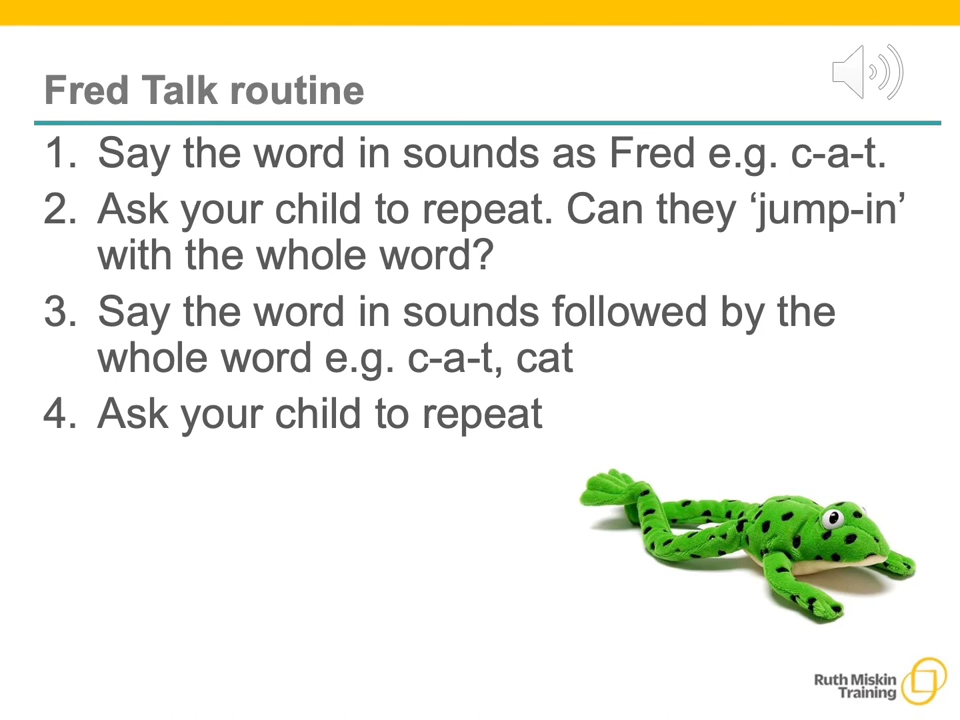 Fred Talk routine
1. Say the word in sounds as Fred e.g. c-a-t.
2. Ask your child to repeat. Can they ‘jump-in’
with the whole word?
3. Say the word in sounds followed by the
whole word e.g. c-a-t, cat
4. Ask your child to repeat
Ruth Miskin
Training